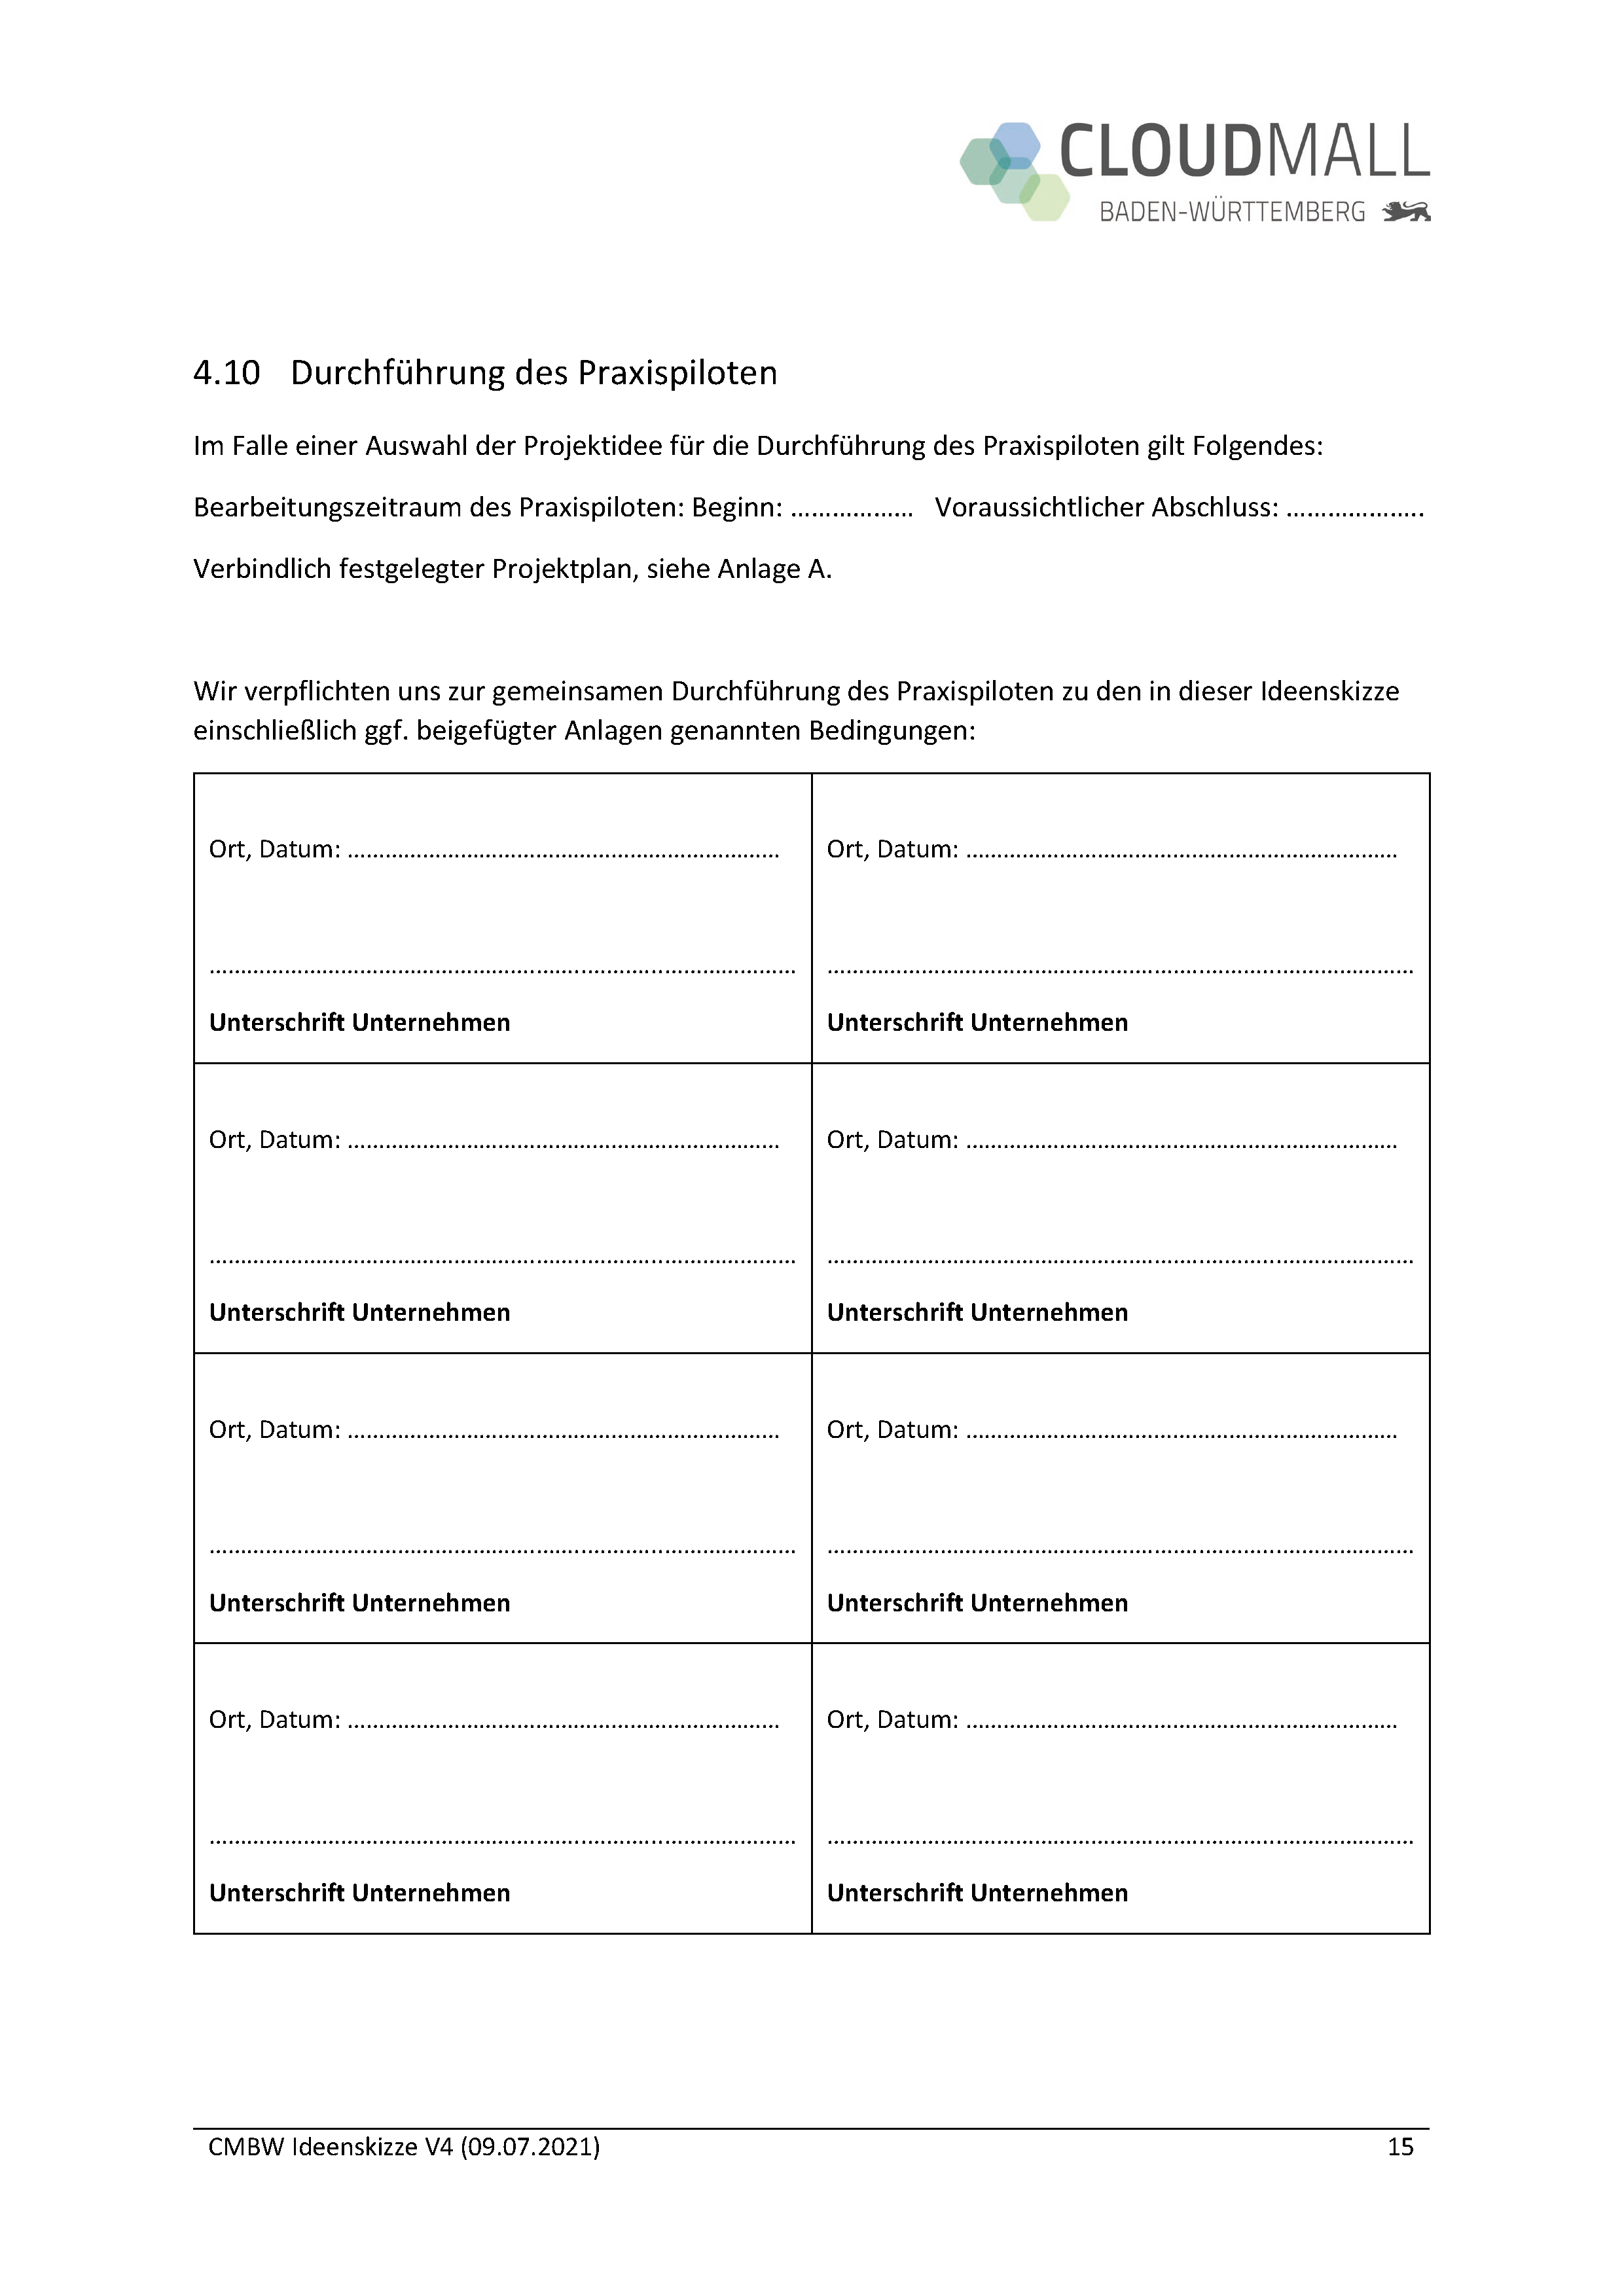 CLOUDMALL
BADEN-WÜRTTEMBERG
4.10 Durchführung des Praxispiloten
Im Falle einer Auswahl der Projektidee für die Durchführung des Praxispiloten gilt Folgendes:
Bearbeitungszeitraum des Praxispiloten: Beginn: ……………… Voraussichtlicher Abschluss: ………………..
Verbindlich festgelegter Projektplan, siehe Anlage A.
Wir verpflichten uns zur gemeinsamen Durchführung des Praxispiloten zu den in dieser Ideenskizze
einschließlich ggf. beigefügter Anlagen genannten Bedingungen:
Ort, Datum: …………………………………………………………… Ort, Datum: ……………………………………………………………
………………………………………………………………………………… …………………………………………………………………………………
Unterschrift Unternehmen Unterschrift Unternehmen
Ort, Datum: …………………………………………………………… Ort, Datum: ……………………………………………………………
………………………………………………………………………………… …………………………………………………………………………………
Unterschrift Unternehmen Unterschrift Unternehmen
Ort, Datum: …………………………………………………………… Ort, Datum: ……………………………………………………………
………………………………………………………………………………… …………………………………………………………………………………
Unterschrift Unternehmen Unterschrift Unternehmen
Ort, Datum: …………………………………………………………… Ort, Datum: ……………………………………………………………
………………………………………………………………………………… …………………………………………………………………………………
Unterschrift Unternehmen Unterschrift Unternehmen
CMBW Ideenskizze V4 (09.07.2021) 15